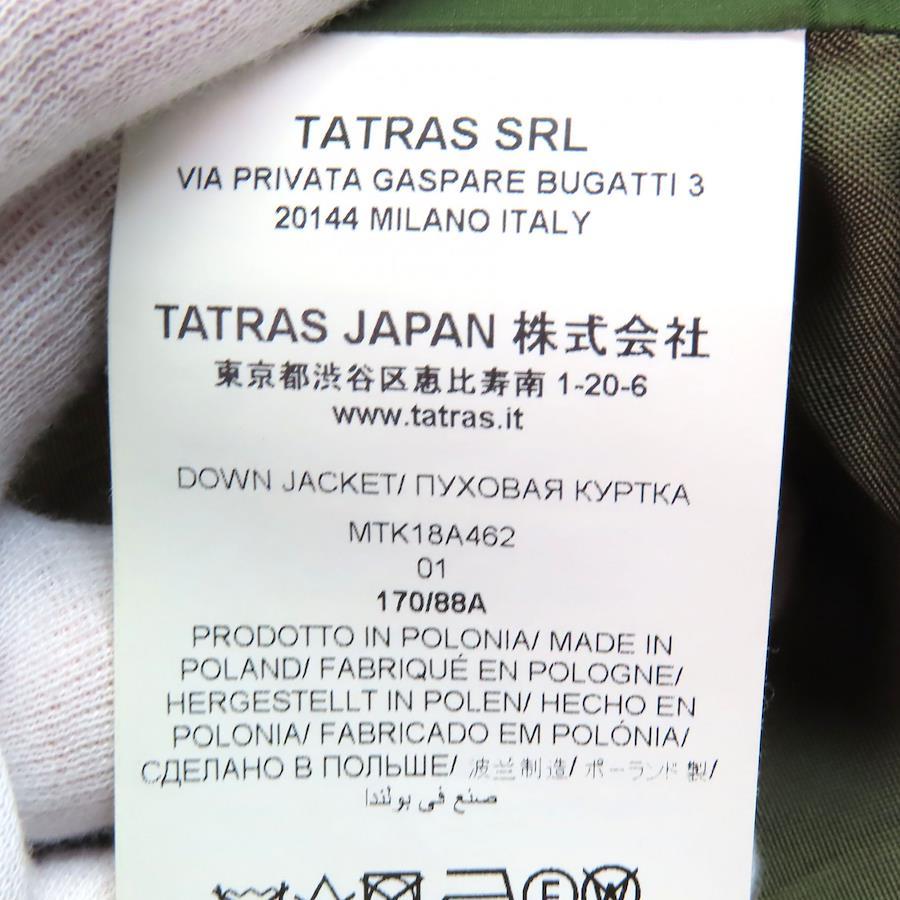 TATRAS SRL
VIA PRIVATA GASPARE BUGATTI 3
20144 MILANO ITALY
TATRAS JAPAN 株式会社
東京都渋谷区恵比寿南 1-20-6
www.tatras.it
DOWN JACKET/ ПУХОВАЯ КУРТКА
MTK18A462
01
170/88A
PRODOTTO IN POLONIA/ MADE IN
POLAND/ FABRIQUÉ EN POLOGNE/
HERGESTELLT IN POLEN/ HECHO EN
POLONIA/ FABRICADO EM POLÓNIA/
СДЕЛАНО В ПОЛЬШЕ/ 波兰制造/ ポーランド製/
صنع في بولندا
F W